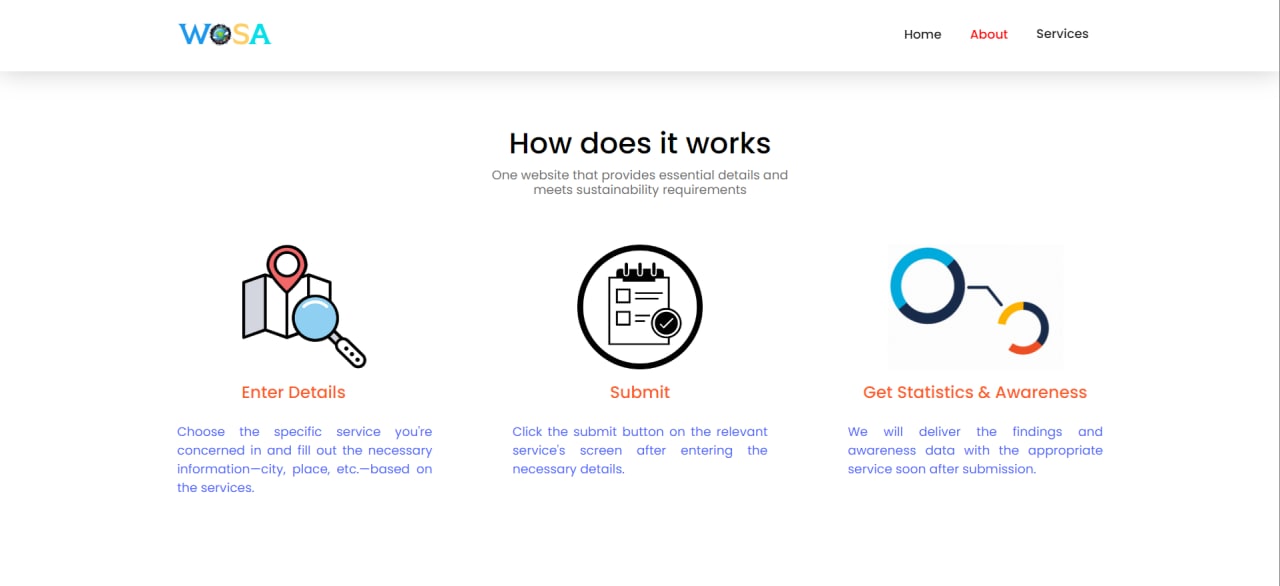 WOSA
Home About Services
How does it works
One website that provides essential details and
meets sustainability requirements
Enter Details
Choose the specific service you're
concerned in and fill out the necessary
information—city, place, etc.—based on
the services.
Submit
Click the submit button on the relevant
service's screen after entering the
necessary details.
Get Statistics & Awareness
We will deliver the findings and
awareness data with the appropriate
service soon after submission.